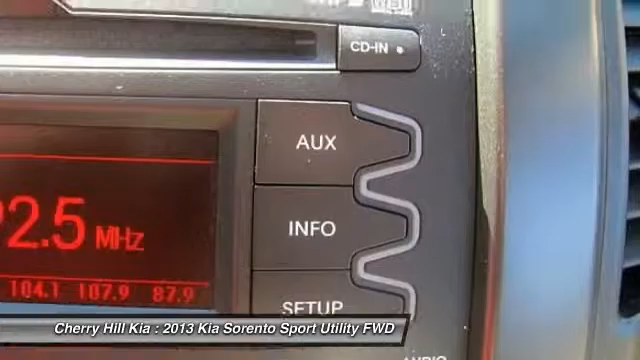 CD-IN
AUX
2.5 MHz
INFO
104.1 107.9 87.9
SETUP
Cherry Hill Kia : 2013 Kia Sorento Sport Utility FWD
AUDIO